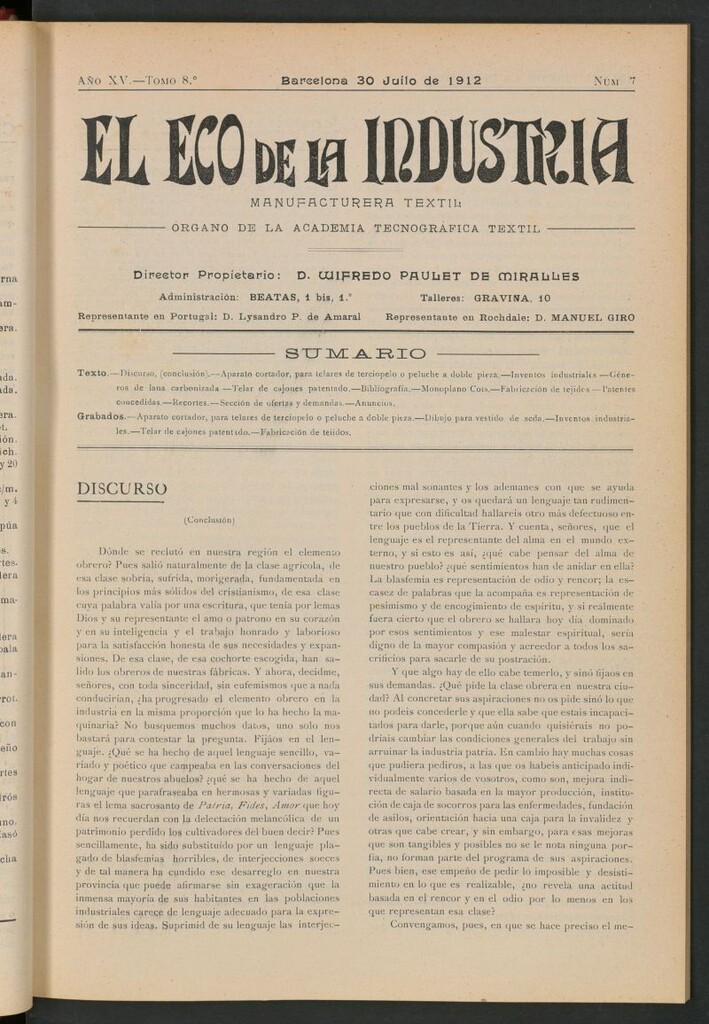 AÑO XV.—TOMO 8.º Barcelona 30 Julio de 1912 NUM 7
EL ECO DE LA INDUSTRIA
MANUFACTURERA TEXTIL
ORGANO DE LA ACADEMIA TECNOGRÁFICA TEXTIL
Director Propietario: D. WIFREDO PAULET DE MIRALLES
Administración: BEATAS, 1 bis, 1.º Talleres: GRAVINA, 10
Representante en Portugal: D. Lysandro P. de Amaral Representante en Rochdale: D. MANUEL GIRO
SUMARIO
Texto.—Discurso, (conclusión).—Aparato cortador, para telares de terciopelo o peluche a doble pieza.—Inventos industriales—Géne-
ros de lana carbonizada—Telar de cajones patentado.—Bibliografía.—Monoplano Cots.—Fabricación de tejidos—Patentes
concedidas.—Recortes.—Sección de ofertas y demandas.—Anuncios.
Grabados.—Aparato cortador, para telares de terciopelo o peluche a doble pieza.—Dibujo para vestido de seda.—Inventos industria-
les.—Telar de cajones patentado.—Fabricación de tejidos.
DISCURSO
(Conclusión)
Dónde se reclutó en nuestra región el elemento
obrero? Pues salió naturalmente de la clase agrícola, de
esa clase sobria, sufrida, morigerada, fundamentada en
los principios más sólidos del cristianismo, de esa clase
cuya palabra valía por una escritura, que tenía por lemas
Dios y su representante el amo o patrono en su corazón
y en su inteligencia y el trabajo honrado y laborioso
para la satisfacción honesta de sus necesidades y expan-
siones. De esa clase, de esa cohorte escogida, han sa-
lido los obreros de nuestras fábricas. Y ahora, decidme,
señores, con toda sinceridad, sin eufemismos que a nada
conducirían, ¿ha progresado el elemento obrero en la
industria en la misma proporción que lo ha hecho la ma-
quinaria? No busquemos muchos datos, uno solo nos
bastará para contestar la pregunta. Fijáos en el len-
guaje. ¿Qué se ha hecho de aquel lenguaje sencillo, va-
riado y poético que campeaba en las conversaciones del
hogar de nuestros abuelos? ¿qué se ha hecho de aquel
lenguaje que parafraseaba en hermosas y variadas figu-
ras el lema sacrosanto de Patria, Fides, Amor que hoy
día nos recuerdan con la delectación melancólica de un
patrimonio perdido los cultivadores del buen decir? Pues
sencillamente, ha sido substituido por un lenguaje pla-
gado de blasfemias horribles, de interjecciones soeces
y de tal manera ha cundido ese desarreglo en nuestra
provincia que puede afirmarse sin exageración que la
inmensa mayoría de sus habitantes en las poblaciones
industriales carece de lenguaje adecuado para la expre-
sión de sus ideas. Suprimid de su lenguaje las interjec-
ciones mal sonantes y los ademanes con que se ayuda
para expresarse, y os quedará un lenguaje tan rudimen-
tario que con dificultad hallareis otro más defectuoso en-
tre los pueblos de la Tierra. Y cuenta, señores, que el
lenguaje es el representante del alma en el mundo ex-
terno, y si esto es así, ¿qué cabe pensar del alma de
nuestro pueblo? ¿qué sentimientos han de anidar en ella?
La blasfemia es representación de odio y rencor; la es-
casez de palabras que la acompaña es representación de
pesimismo y de encogimiento de espíritu, y si realmente
fuera cierto que el obrero se hallara hoy día dominado
por esos sentimientos y ese malestar espiritual, sería
digno de la mayor compasión y acreedor a todos los sa-
crificios para sacarle de su postración.
Y que algo hay de ello cabe temerlo, y sinó fijaos en
sus demandas. ¿Qué pide la clase obrera en nuestra ciu-
dad? Al concretar sus aspiraciones no os pide sinó lo que
no podeis concederle y que ella sabe que estais incapaci-
tados para darle, porque aún cuando quisiérais no po-
driais cambiar las condiciones generales del trabajo sin
arruinar la industria patria. En cambio hay muchas cosas
que pudiera pediros, a las que os habeis anticipado indi-
vidualmente varios de vosotros, como son, mejora indi-
recta de salario basada en la mayor producción, institu-
ción de caja de socorros para las enfermedades, fundación
de asilos, orientación hacia una caja para la invalidez y
otras que cabe crear, y sin embargo, para esas mejoras
que son tangibles y posibles no se le nota ninguna por-
fía, no forman parte del programa de sus aspiraciones.
Pues bien, ese empeño de pedir lo imposible y desisti-
miento en lo que es realizable, ¿no revela una actitud
basada en el rencor y en el odio por lo menos en los
que representan esa clase?
Convengamos, pues, en que se hace preciso el me-